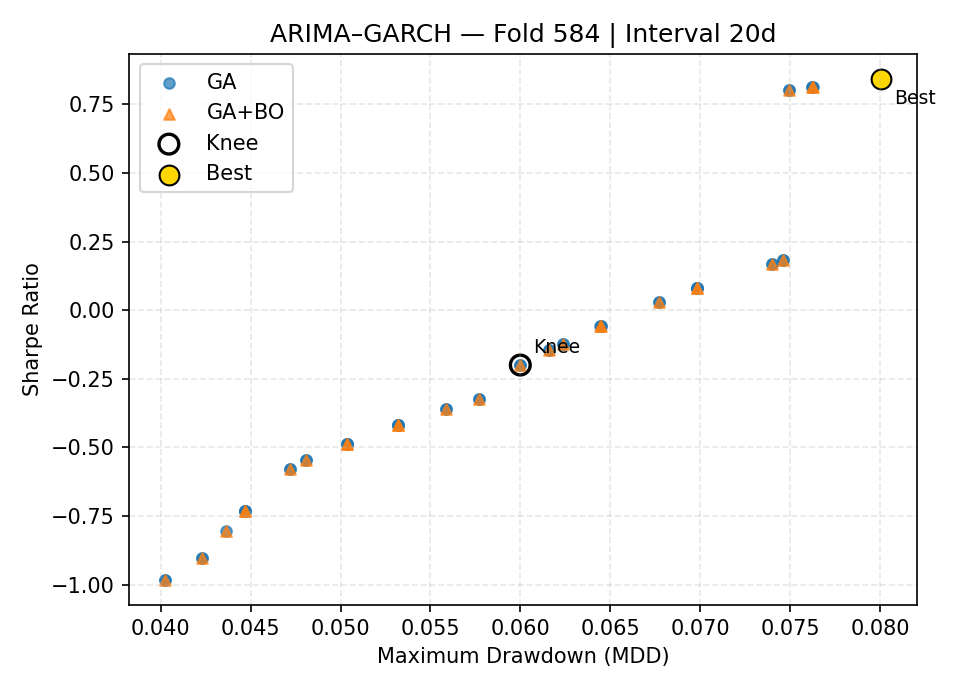 ARIMA–GARCH — Fold 584 | Interval 20d
GA
GA+BO
Knee
Best
0.75
0.50
0.25
0.00
−0.25
−0.50
−0.75
−1.00
Sharpe Ratio
Best
Knee
0.040 0.045 0.050 0.055 0.060 0.065 0.070 0.075 0.080
Maximum Drawdown (MDD)